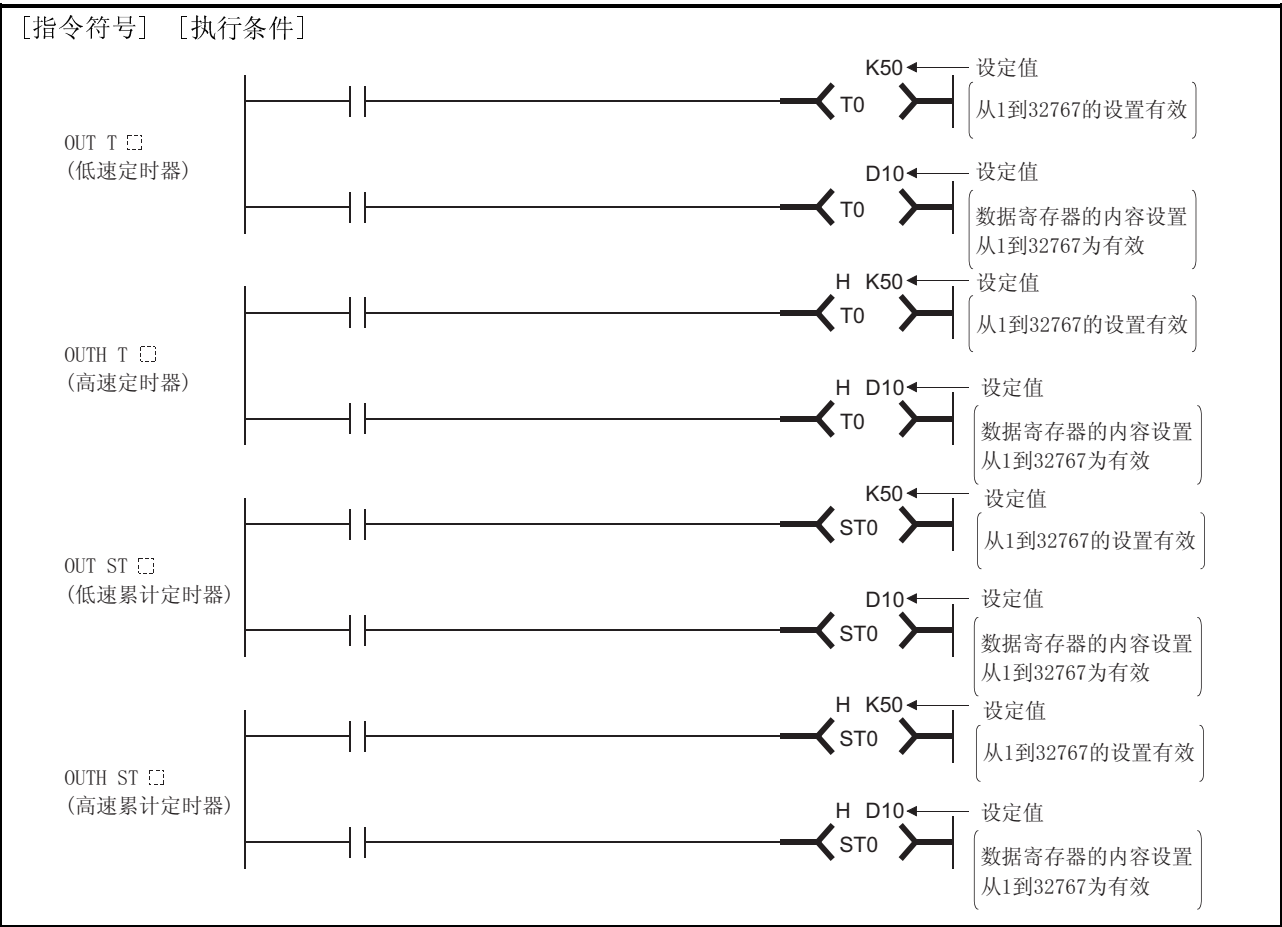 [指令符号] [执行条件]
K50
设定值
T0
从1到32767的设置有效
OUT T
(低速定时器)
D10
设定值
T0
数据寄存器的内容设置
从1到32767为有效
H K50
设定值
T0
从1到32767的设置有效
OUTH T
(高速定时器)
H D10
设定值
T0
数据寄存器的内容设置
从1到32767为有效
K50
设定值
ST0
从1到32767的设置有效
OUT ST
(低速累计定时器)
D10
设定值
ST0
数据寄存器的内容设置
从1到32767为有效
H K50
设定值
ST0
从1到32767的设置有效
OUTH ST
(高速累计定时器)
H D10
设定值
ST0
数据寄存器的内容设置
从1到32767为有效